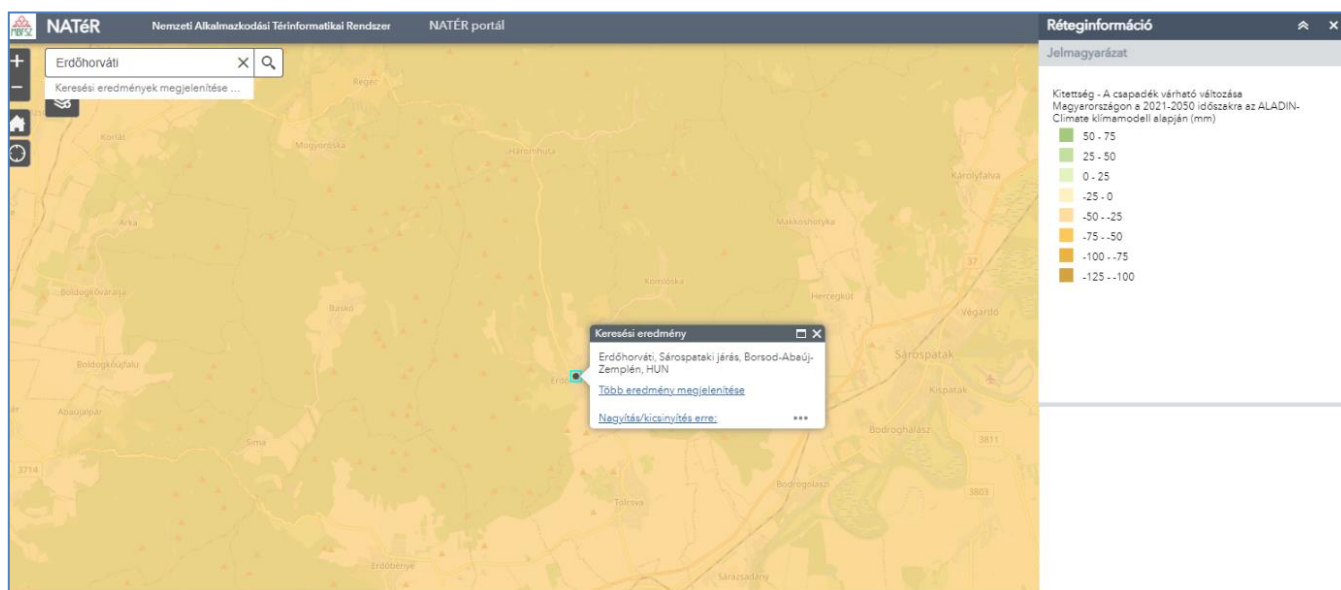 NATéR
Nemzeti Alkalmazkodási Térinformatikai Rendszer
NATÉR portál
Erdőhorváti
Keresési eredmények megjelenítése ...
Regéc
Korlát
Mogyoróska
Háromhuta
Károlyfalva
Arka
Makkoshotyka
37
Komlóska
Boldogkőváralja
Baskó
Hercegkút
Végardó
Keresési eredmény
Erdőhorváti, Sárospataki járás, Borsod-Abaúj-
Zemplén, HUN
Több eredmény megjelenítése
Nagyítás/kicsinyítés erre:
Sárospatak
Boldogkőújfalu
Kispatak
Abaújalpár
Bodroghalász
Sima
3811
3714
Bodrogolaszi
3803
Tolcsva
Erdőbénye
Sárazsadány
Réteginformáció
Jelmagyarázat
Kitettség - A csapadék várható változása
Magyarországon a 2021-2050 időszakra az ALADIN-
Climate klímamodell alapján (mm)
50 - 75
25 - 50
0 - 25
-25 - 0
-50 - -25
-75 - -50
-100 - -75
-125 - -100